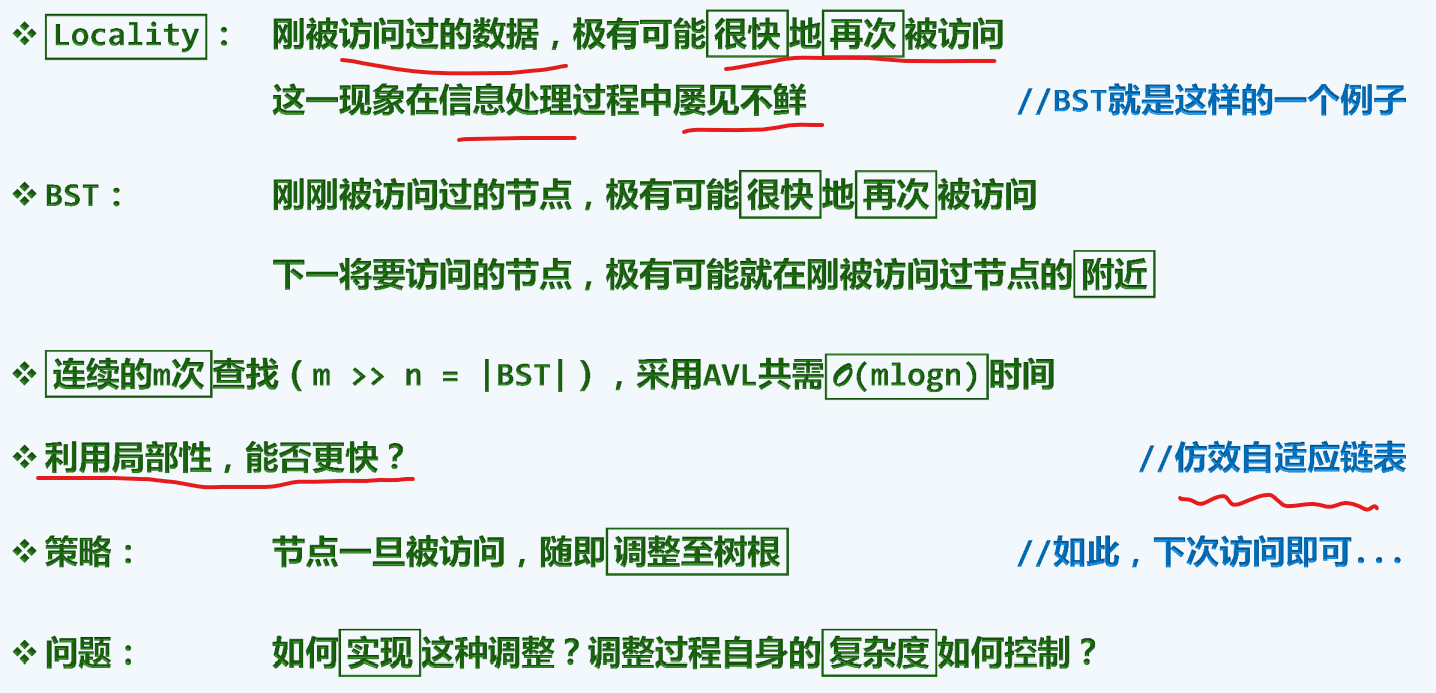 ❖ Locality： 刚被访问过的数据，极有可能很快地再次被访问
这一现象在信息处理过程中屡见不鲜 //BST就是这样的一个例子
❖ BST： 刚刚被访问过的节点，极有可能很快地再次被访问
下一将要访问的节点，极有可能就在刚被访问过节点的附近
❖ 连续的m次查找（m >> n = |BST|），采用AVL共需O(mlogn)时间
❖ 利用局部性，能否更快？ //仿效自适应链表
❖ 策略： 节点一旦被访问，随即调整至树根 //如此，下次访问即可...
❖ 问题： 如何实现这种调整？调整过程自身的复杂度如何控制？